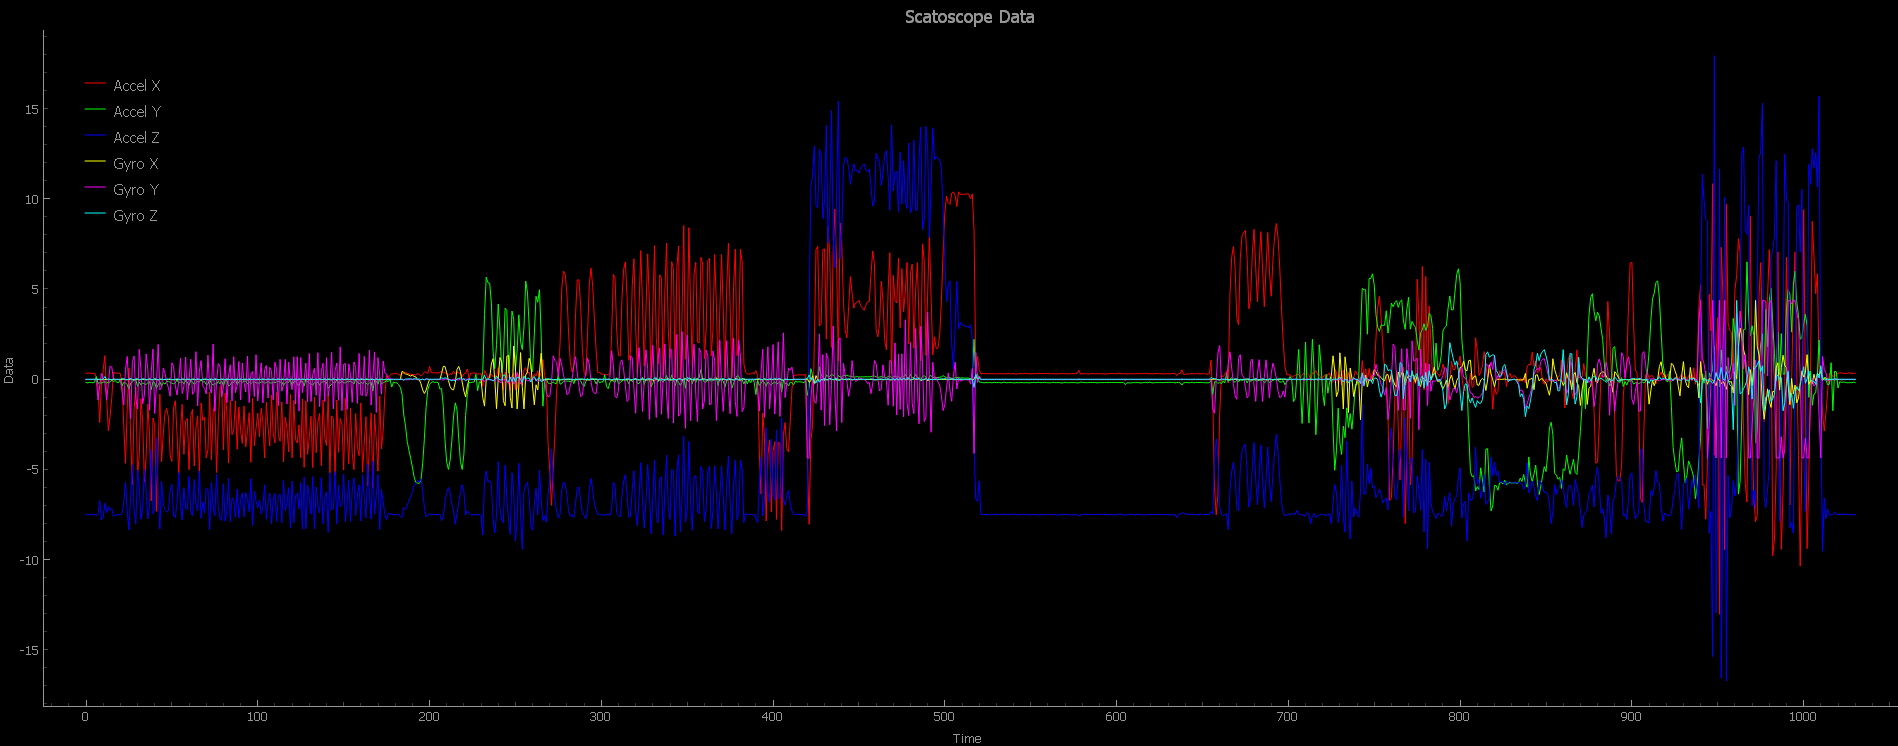 Scatoscope Data
Accel X
Accel Y
Accel Z
Gyro X
Gyro Y
Gyro Z
15
10
5
0
-5
-10
-15
Data
0 100 200 300 400 500 600 700 800 900 1000
Time